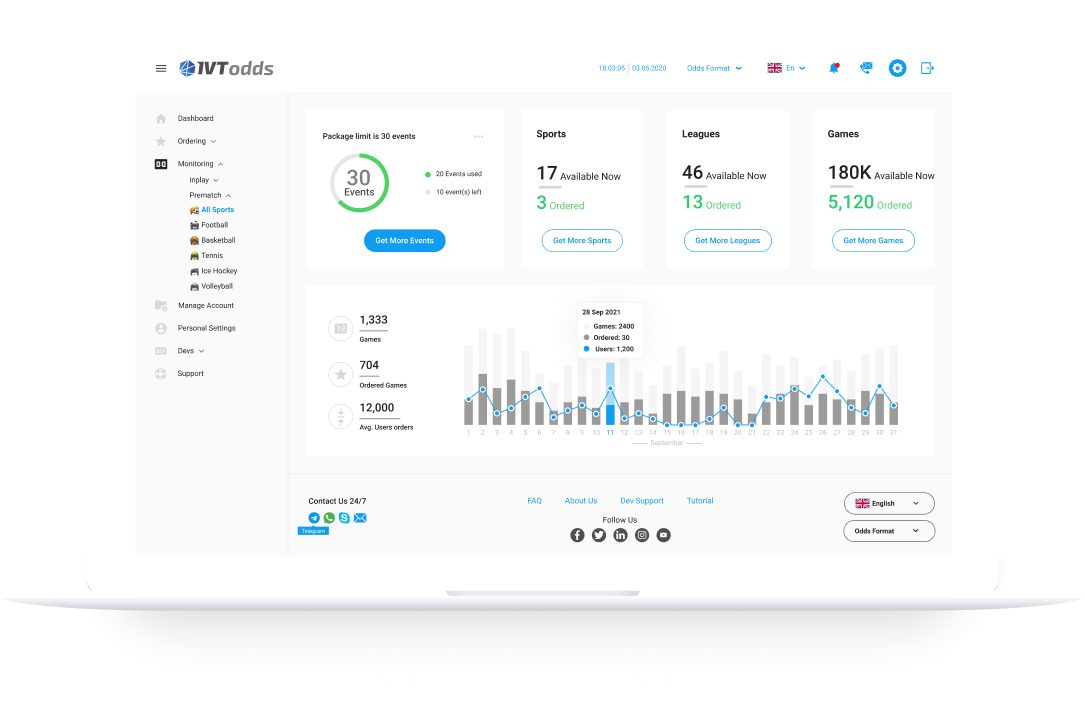 1VTodds
18:03:05 | 03.05.2020
Odds Format
En
Dashboard
Ordering
Monitoring
Inplay
Prematch
All Sports
Football
Basketball
Tennis
Ice Hockey
Volleyball
Manage Account
Personal Settings
Devs
Support
Package limit is 30 events
30
Events
20 Events used
10 event(s) left
Get More Events
Sports
17 Available Now
3 Ordered
Get More Sports
Leagues
46 Available Now
13 Ordered
Get More Leagues
Games
180K Available Now
5,120 Ordered
Get More Games
1,333
Games
704
Ordered Games
12,000
Avg. Users orders
28 Sep 2021
Games: 2400
Ordered: 30
Users: 1,200
1 2 3 4 5 6 7 8 9 10 11 12 13 14 15 16 17 18 19 20 21 22 23 24 25 26 27 28 29 30 31
September
Contact Us 24/7
Telegram
FAQ
About Us
Dev Support
Tutorial
Follow Us
English
Odds Format